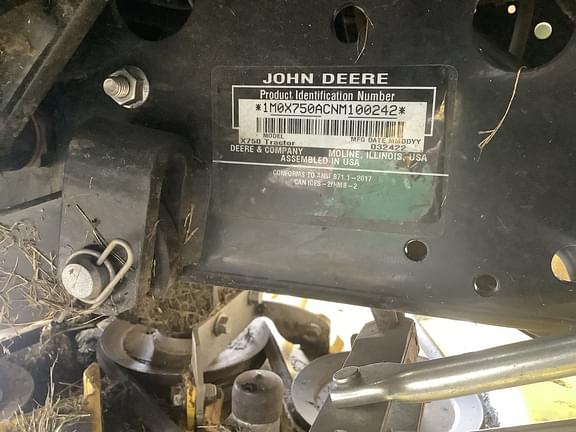 JOHN DEERE
Product Identification Number
*1M0X750ACNM100242*
MODEL MFG DATE MMDDYY
X750 Tractor 032422
DEERE & COMPANY MOLINE, ILLINOIS, USA
ASSEMBLED IN USA
CONFORMS TO ANSI B71.1-2017